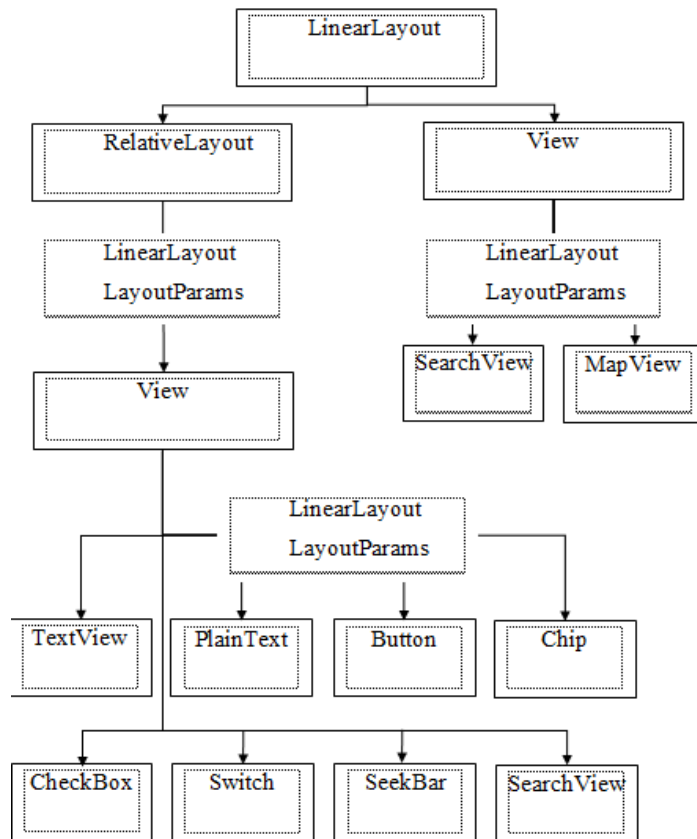 LinearLayout
RelativeLayout
View
LinearLayout
LayoutParams
LinearLayout
LayoutParams
SearchView
MapView
View
LinearLayout
LayoutParams
TextView
PlainText
Button
Chip
CheckBox
Switch
SeekBar
SearchView